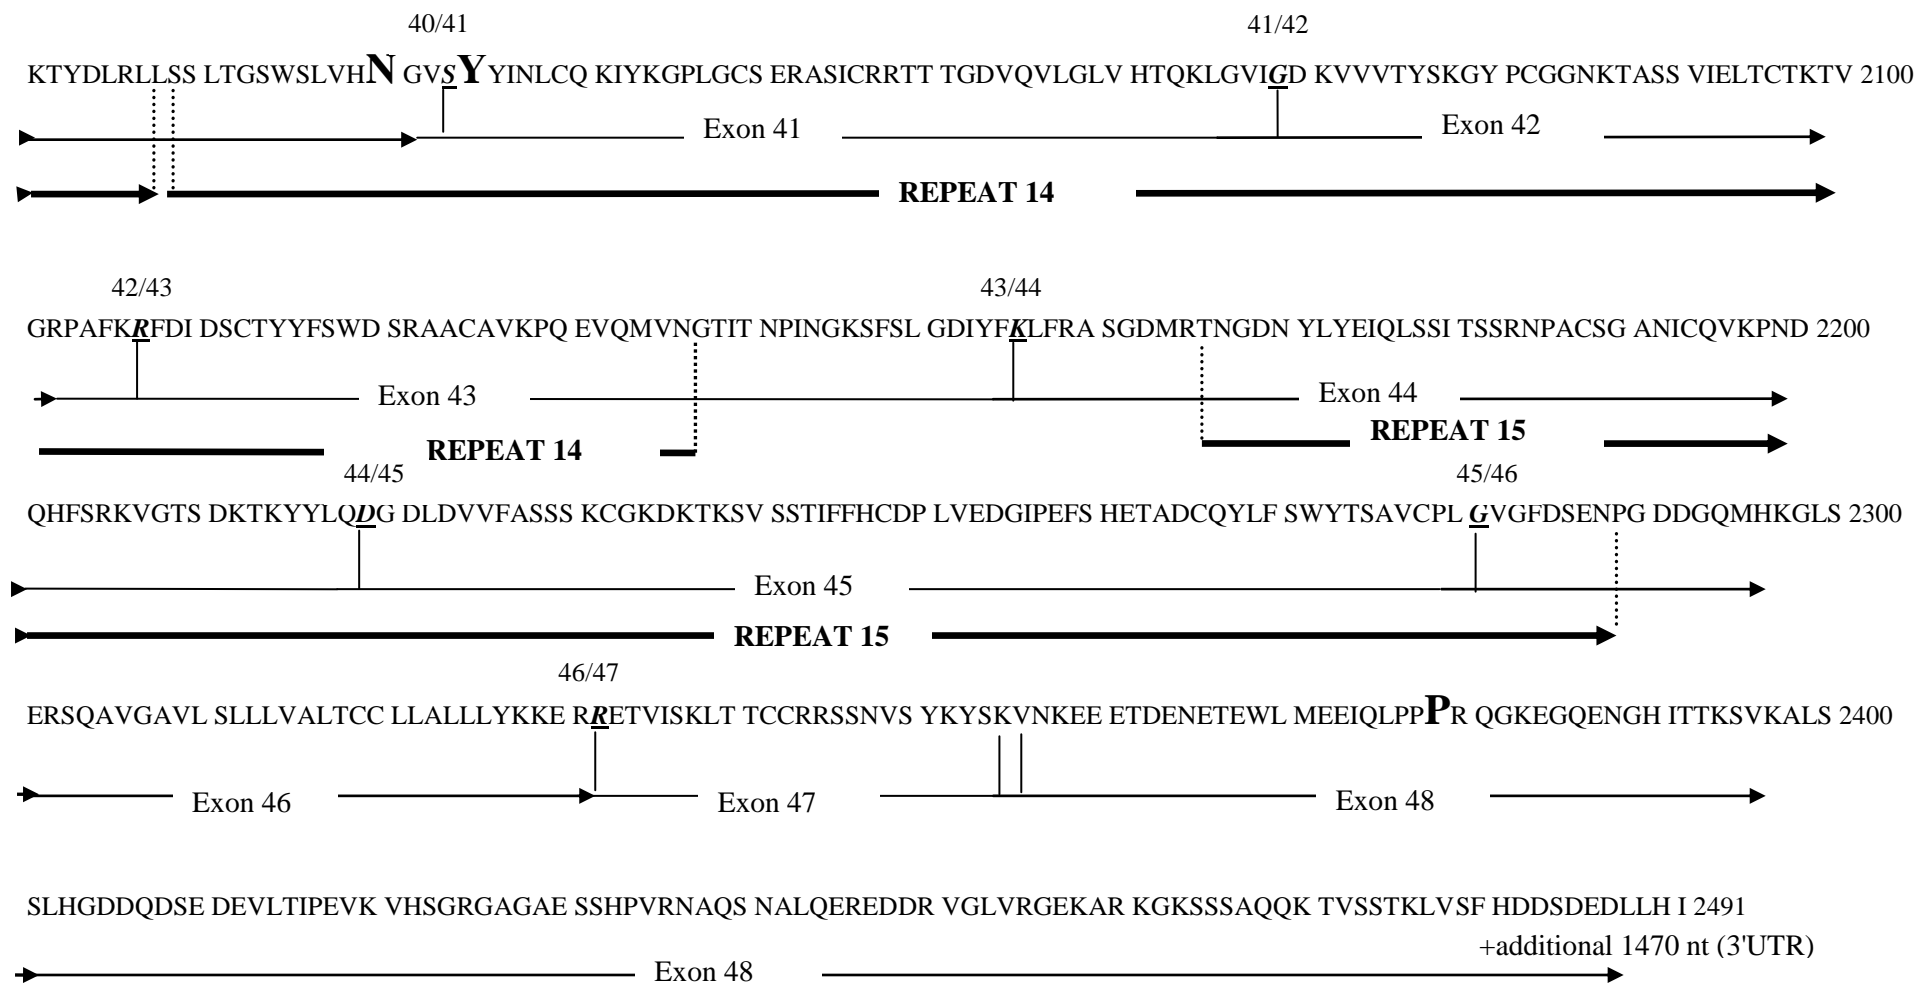 40/41 41/42
KTYDLRLLSS LTGSWSLVHN GVSYYINLCQ KIYKGPLGCS ERASICRRTT TGDVQVLGLV HTQKLGVIGD KVVVTYSKGY PCGGNKTASS VIELTCTKTV 2100
Exon 41 Exon 42
REPEAT 14
42/43 43/44
GRPAFKRFDI DSCTYYFSWD SRAACAVKPQ EVQMVNGTIT NPINGKSFSL GDIYFKLFRA SGDMRTNGDN YLYEIQLSSI TSSRNPACSG ANICQVKPND 2200
Exon 43 Exon 44
REPEAT 14 REPEAT 15
44/45 45/46
QHFSRKVGTS DKTKYYLQDG DLDVVFASSS KCGKDKTKSV SSTIFFHCDP LVEDGIPEFS HETADCQYLF SWYTSAVCPL GVGFDSENPG DDGQMHKGLS 2300
Exon 45
REPEAT 15
46/47
ERSQAVGAVL SLLLVALTCC LLALLLYKKE RRETVISKLT TCCRRSSNVS YKYSKVNKEE ETDENETEWL MEEIQLPPPR QGKEGQENGH ITTKSVKALS 2400
Exon 46 Exon 47 Exon 48
SLHGDDQDSE DEVLTIPEVK VHSGRGAGAE SSHPVRNAQS NALQEREDDR VGLVRGEKAR KGKSSSAQQK TVSSTKLVSF HDDSDEDLLH I 2491
+additional 1470 nt (3'UTR)
Exon 48